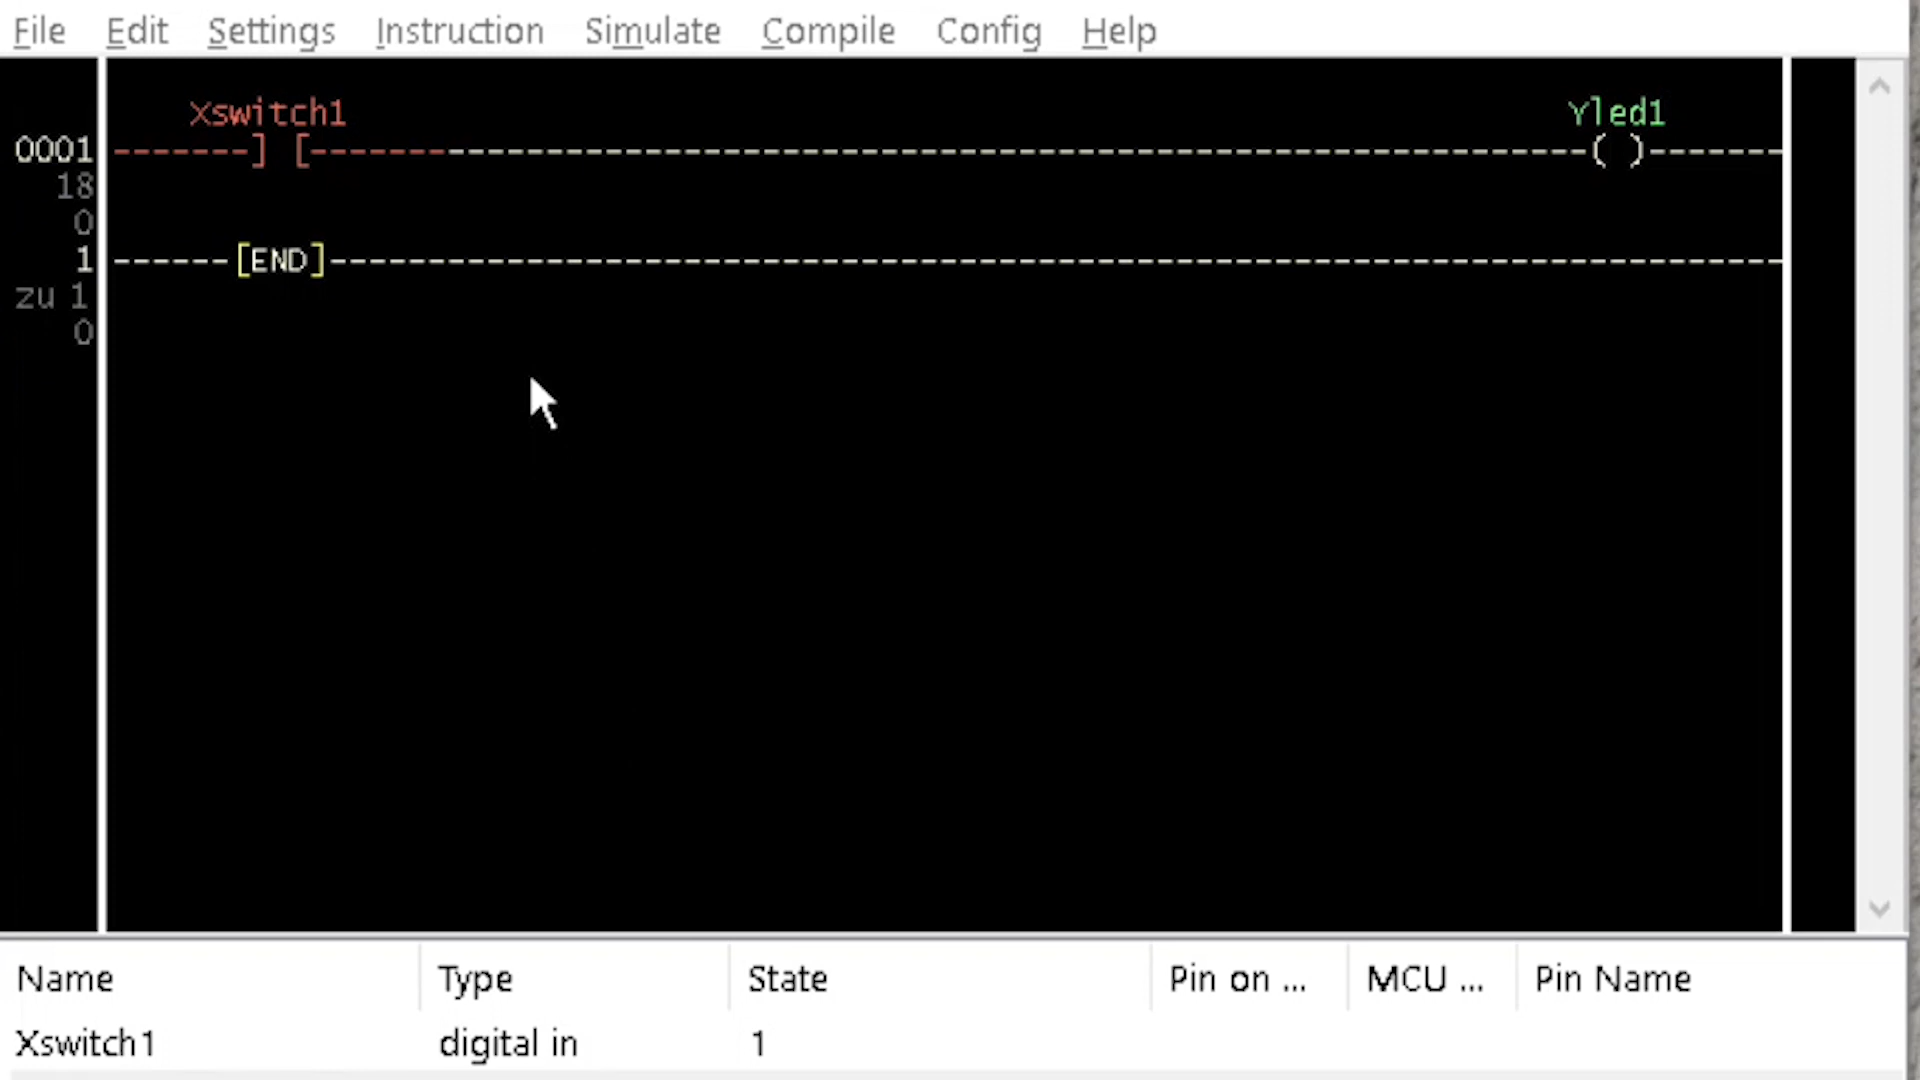 File Edit Settings Instruction Simulate Compile Config Help
Xswitch1 Yled1
0001 -------] [------- ( )-------
18
0
1 ------[END]------
zu 1
0
Name Type State Pin on ... MCU ... Pin Name
Xswitch1 digital in 1